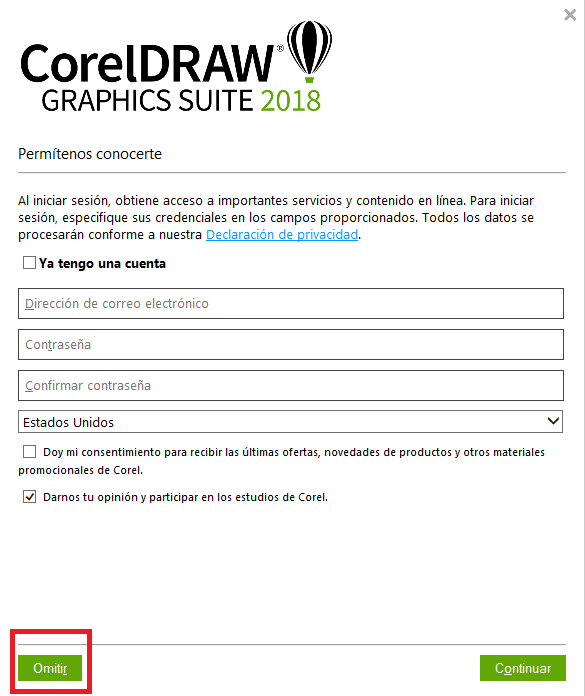 CorelDRAW®
GRAPHICS SUITE 2018
Permítenos conocerte
Al iniciar sesión, obtiene acceso a importantes servicios y contenido en línea. Para iniciar
sesión, especifique sus credenciales en los campos proporcionados. Todos los datos se
procesarán conforme a nuestra Declaración de privacidad.
Ya tengo una cuenta
Dirección de correo electrónico
Contraseña
Confirmar contraseña
Estados Unidos
Doy mi consentimiento para recibir las últimas ofertas, novedades de productos y otros materiales
promocionales de Corel.
Darnos tu opinión y participar en los estudios de Corel.
Omitir
Continuar